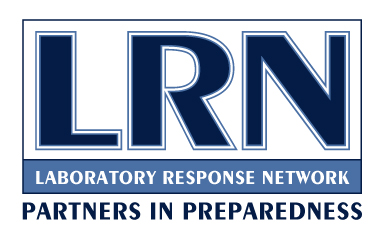 LRN
LABORATORY RESPONSE NETWORK
PARTNERS IN PREPAREDNESS